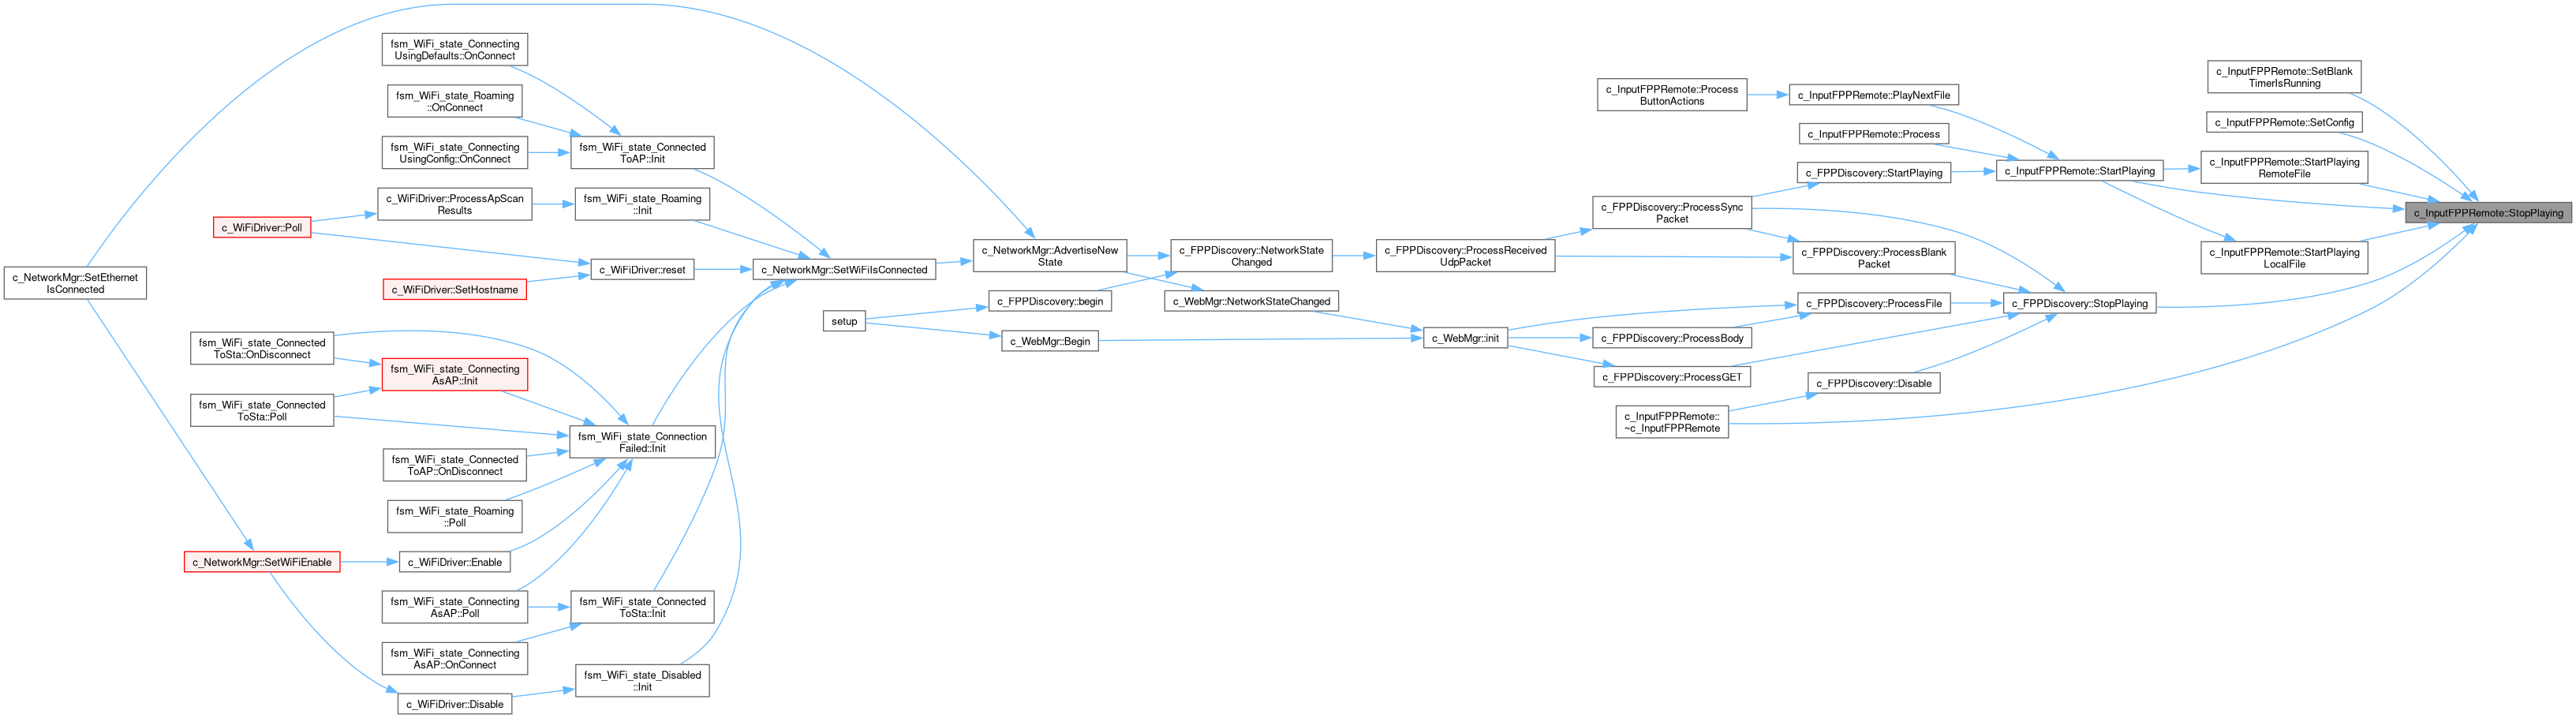 c_NetworkMgr::SetEthernet
IsConnected
fsm_WiFi_state_Connected
ToSta::OnDisconnect
fsm_WiFi_state_Connected
ToSta::Poll
c_NetworkMgr::SetWiFiEnable
c_WiFiDriver::Poll
fsm_WiFi_state_Connecting
UsingDefaults::OnConnect
fsm_WiFi_state_Roaming
::OnConnect
fsm_WiFi_state_Connecting
UsingConfig::OnConnect
c_WiFiDriver::ProcessApScan
Results
c_WiFiDriver::SetHostname
fsm_WiFi_state_Connecting
AsAP::Init
fsm_WiFi_state_Connected
ToAP::OnDisconnect
fsm_WiFi_state_Roaming
::Poll
c_WiFiDriver::Enable
fsm_WiFi_state_Connecting
AsAP::Poll
fsm_WiFi_state_Connecting
AsAP::OnConnect
c_WiFiDriver::Disable
fsm_WiFi_state_Connected
ToAP::Init
fsm_WiFi_state_Roaming
::Init
c_WiFiDriver::reset
fsm_WiFi_state_Connection
Failed::Init
fsm_WiFi_state_Connected
ToSta::Init
fsm_WiFi_state_Disabled
::Init
c_NetworkMgr::SetWiFiIsConnected
setup
c_NetworkMgr::AdvertiseNew
State
c_FPPDiscovery::begin
c_WebMgr::Begin
c_FPPDiscovery::NetworkState
Changed
c_WebMgr::NetworkStateChanged
c_FPPDiscovery::ProcessReceived
UdpPacket
c_WebMgr::init
c_InputFPPRemote::Process
ButtonActions
c_FPPDiscovery::ProcessSync
Packet
c_FPPDiscovery::ProcessBody
c_FPPDiscovery::ProcessGET
c_InputFPPRemote::
~c_InputFPPRemote
c_InputFPPRemote::PlayNextFile
c_InputFPPRemote::Process
c_FPPDiscovery::StartPlaying
c_FPPDiscovery::ProcessBlank
Packet
c_FPPDiscovery::ProcessFile
c_FPPDiscovery::Disable
c_InputFPPRemote::StartPlaying
c_FPPDiscovery::StopPlaying
c_InputFPPRemote::SetBlank
TimerIsRunning
c_InputFPPRemote::SetConfig
c_InputFPPRemote::StartPlaying
RemoteFile
c_InputFPPRemote::StartPlaying
LocalFile
c_InputFPPRemote::StopPlaying